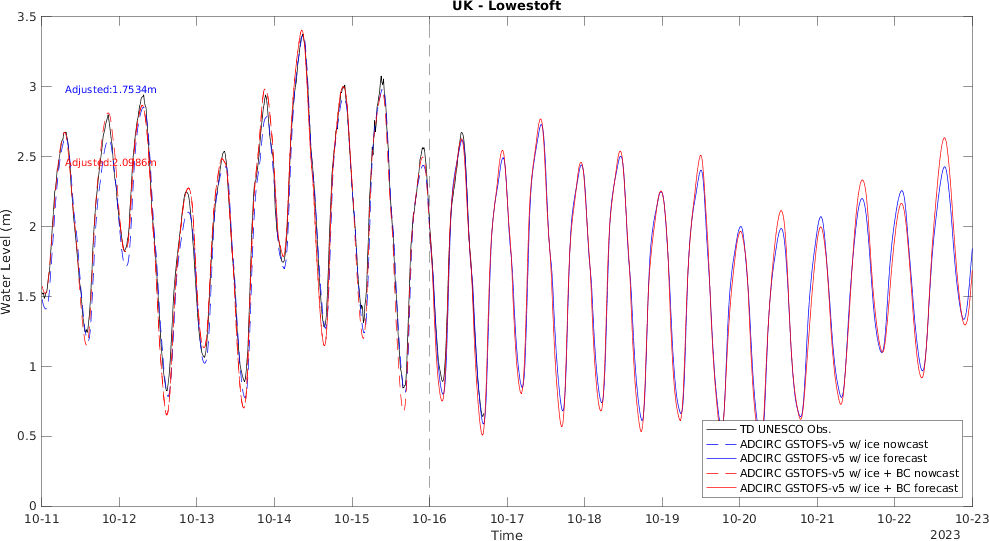 UK - Lowestoft
3.5
3
2.5
2
1.5
1
0.5
0
Water Level (m)
Adjusted:1.7534m
Adjusted:2.0986m
TD UNESCO Obs.
ADCIRC GSTOFS-v5 w/ ice nowcast
ADCIRC GSTOFS-v5 w/ ice forecast
ADCIRC GSTOFS-v5 w/ ice + BC nowcast
ADCIRC GSTOFS-v5 w/ ice + BC forecast
10-11 10-12 10-13 10-14 10-15 10-16 10-17 10-18 10-19 10-20 10-21 10-22 10-23
Time
2023